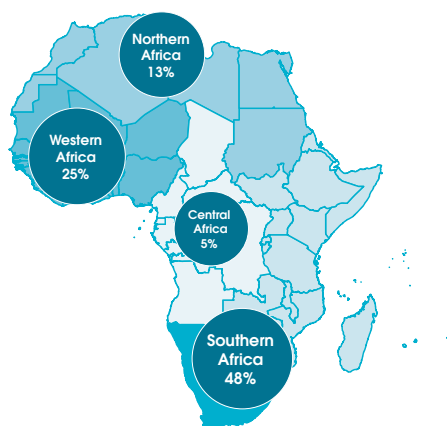 Northern
Africa
13%
Western
Africa
25%
Central
Africa
5%
Southern
Africa
48%